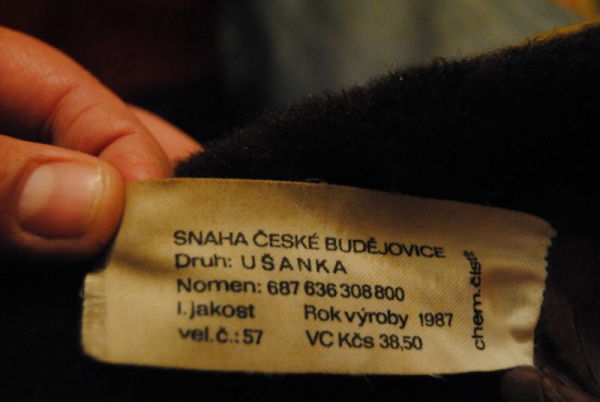 SNAHA ČESKÉ BUDĚJOVICE
Druh: UŠANKA
Nomen: 687 636 308 800
I. jakost Rok výroby 1987
vel. č.: 57 VC Kčs 38,50
chem. čistit